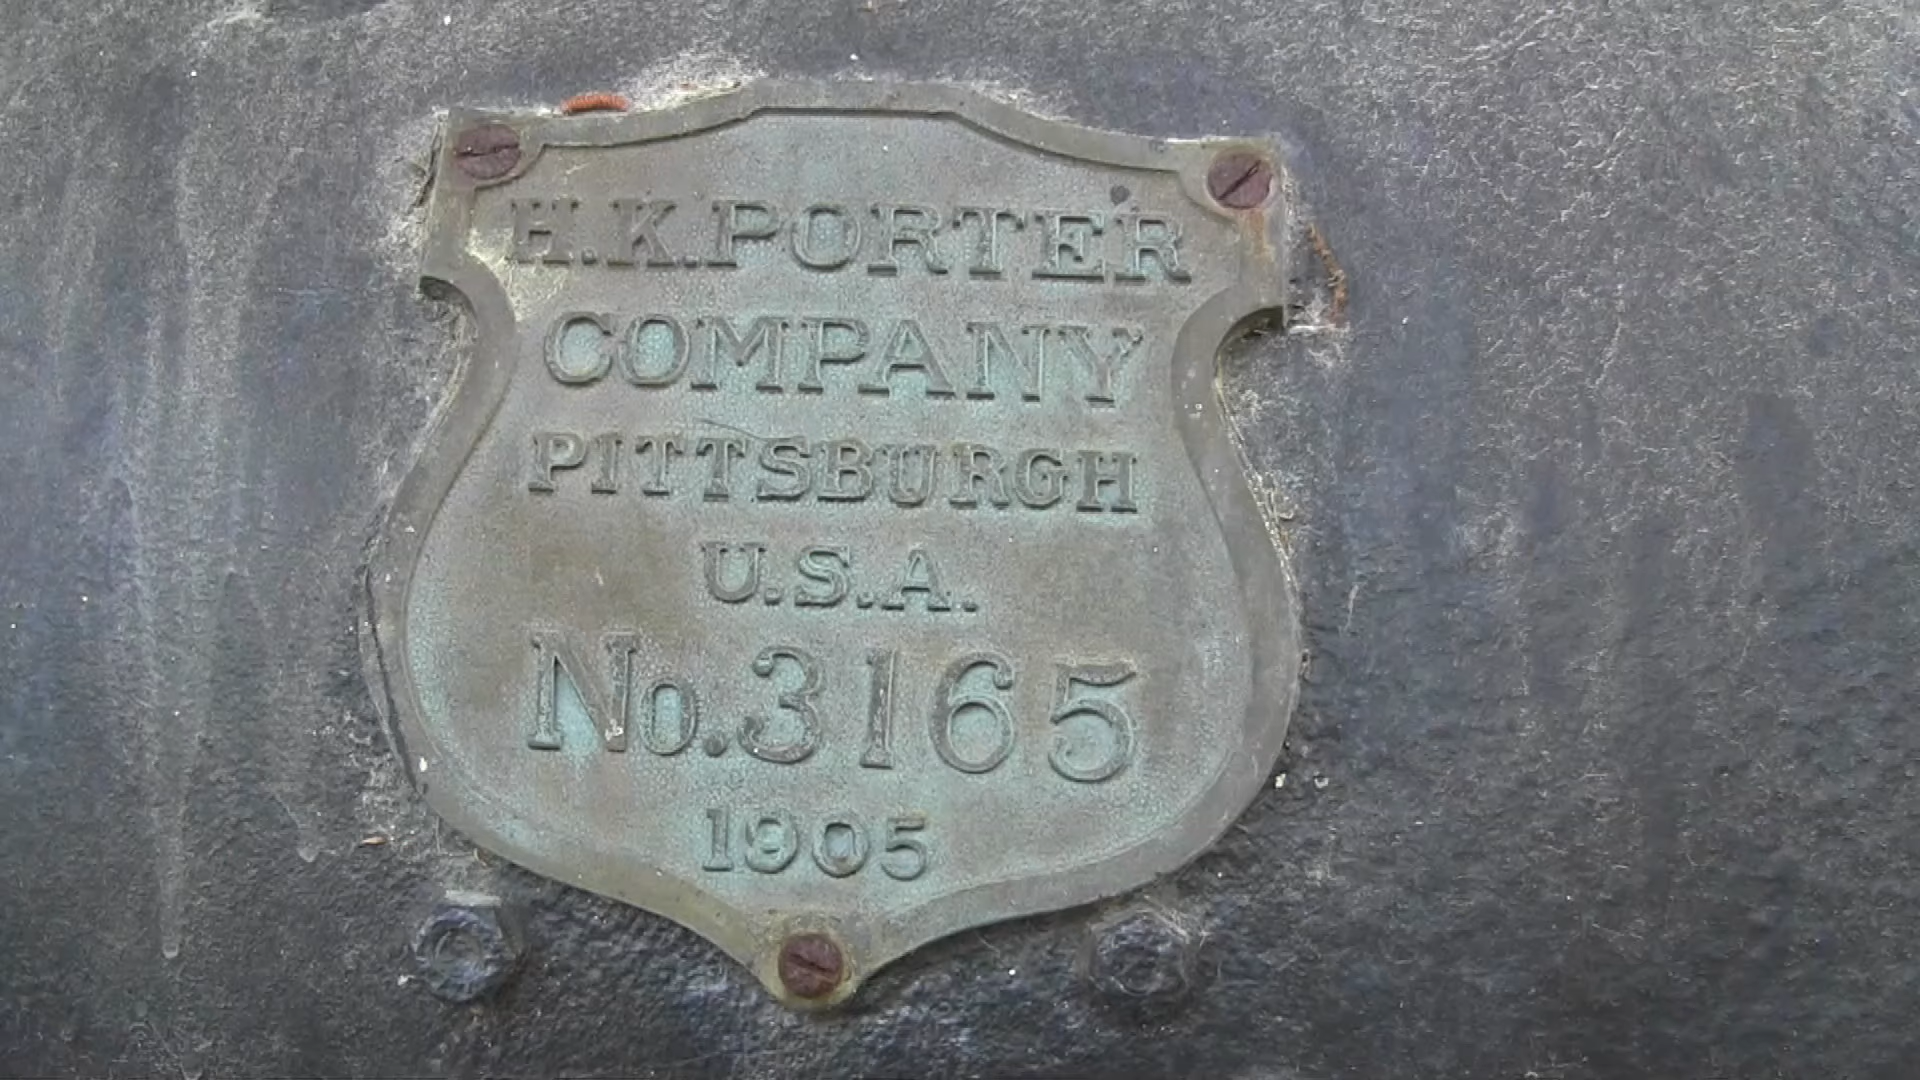 H.K.PORTER
COMPANY
PITTSBURGH
U.S.A.
No.3165
1905